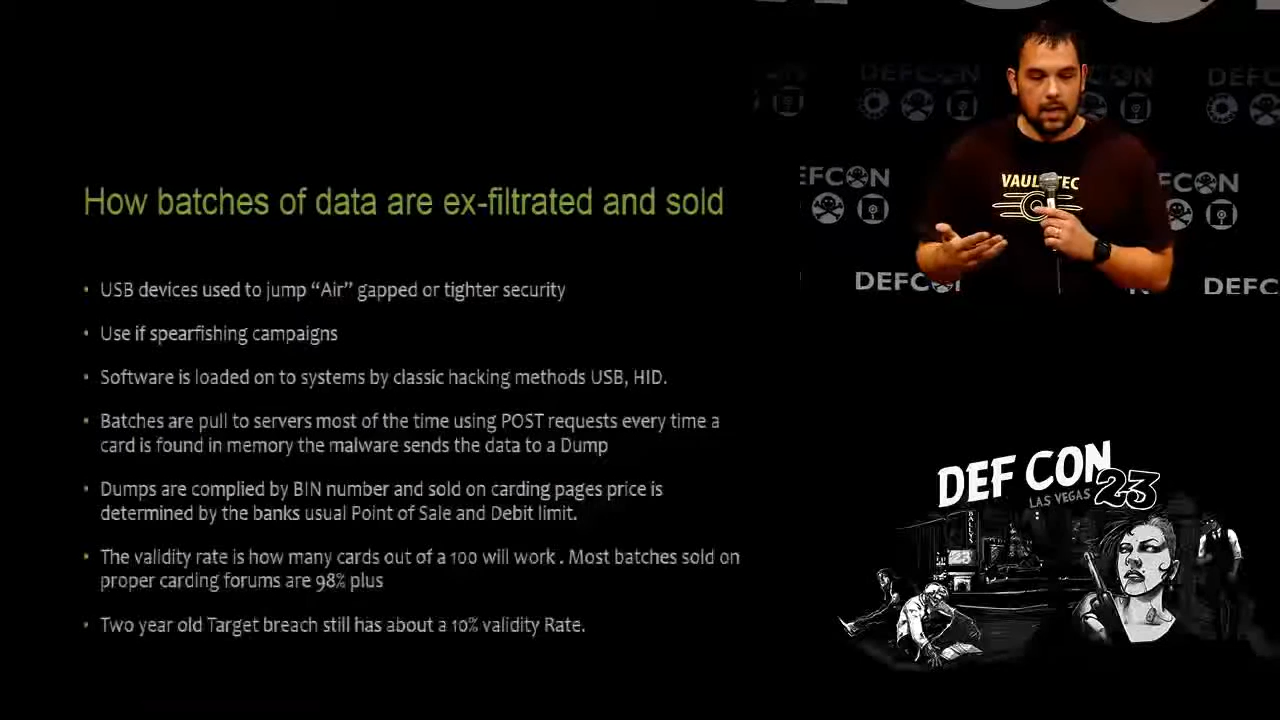 How batches of data are ex-filtrated and sold
USB devices used to jump “Air” gapped or tighter security
Use if spearfishing campaigns
Software is loaded on to systems by classic hacking methods USB, HID.
Batches are pull to servers most of the time using POST requests every time a
card is found in memory the malware sends the data to a Dump
Dumps are complied by BIN number and sold on carding pages price is
determined by the banks usual Point of Sale and Debit limit.
The validity rate is how many cards out of a 100 will work . Most batches sold on
proper carding forums are 98% plus
Two year old Target breach still has about a 10% validity Rate.
DEFCON
DEFCON
DEFCON
VAULT-TEC
DEFCON
DEF CON 23
LAS VEGAS
BALLYS